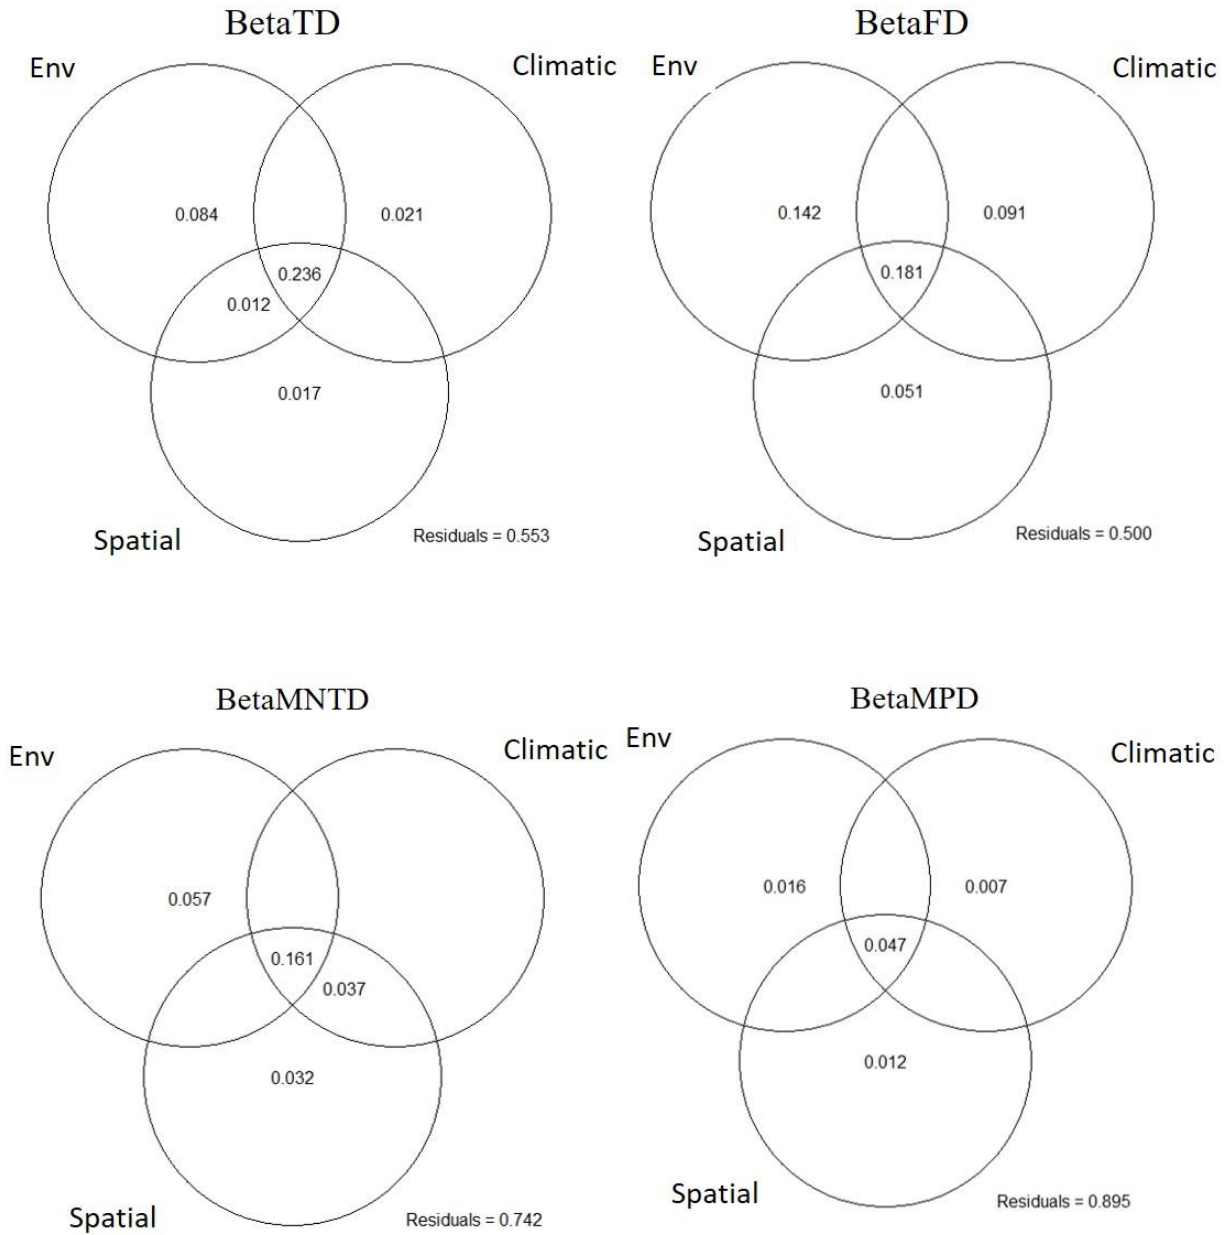 BetaTD
Env
Climatic
0.084
0.021
0.236
0.012
0.017
Spatial
Residuals = 0.553
BetaFD
Env
Climatic
0.142
0.091
0.181
0.051
Spatial
Residuals = 0.500
BetaMNTD
Env
Climatic
0.057
0.161
0.037
0.032
Spatial
Residuals = 0.742
BetaMPD
Env
Climatic
0.016
0.007
0.047
0.012
Spatial
Residuals = 0.895